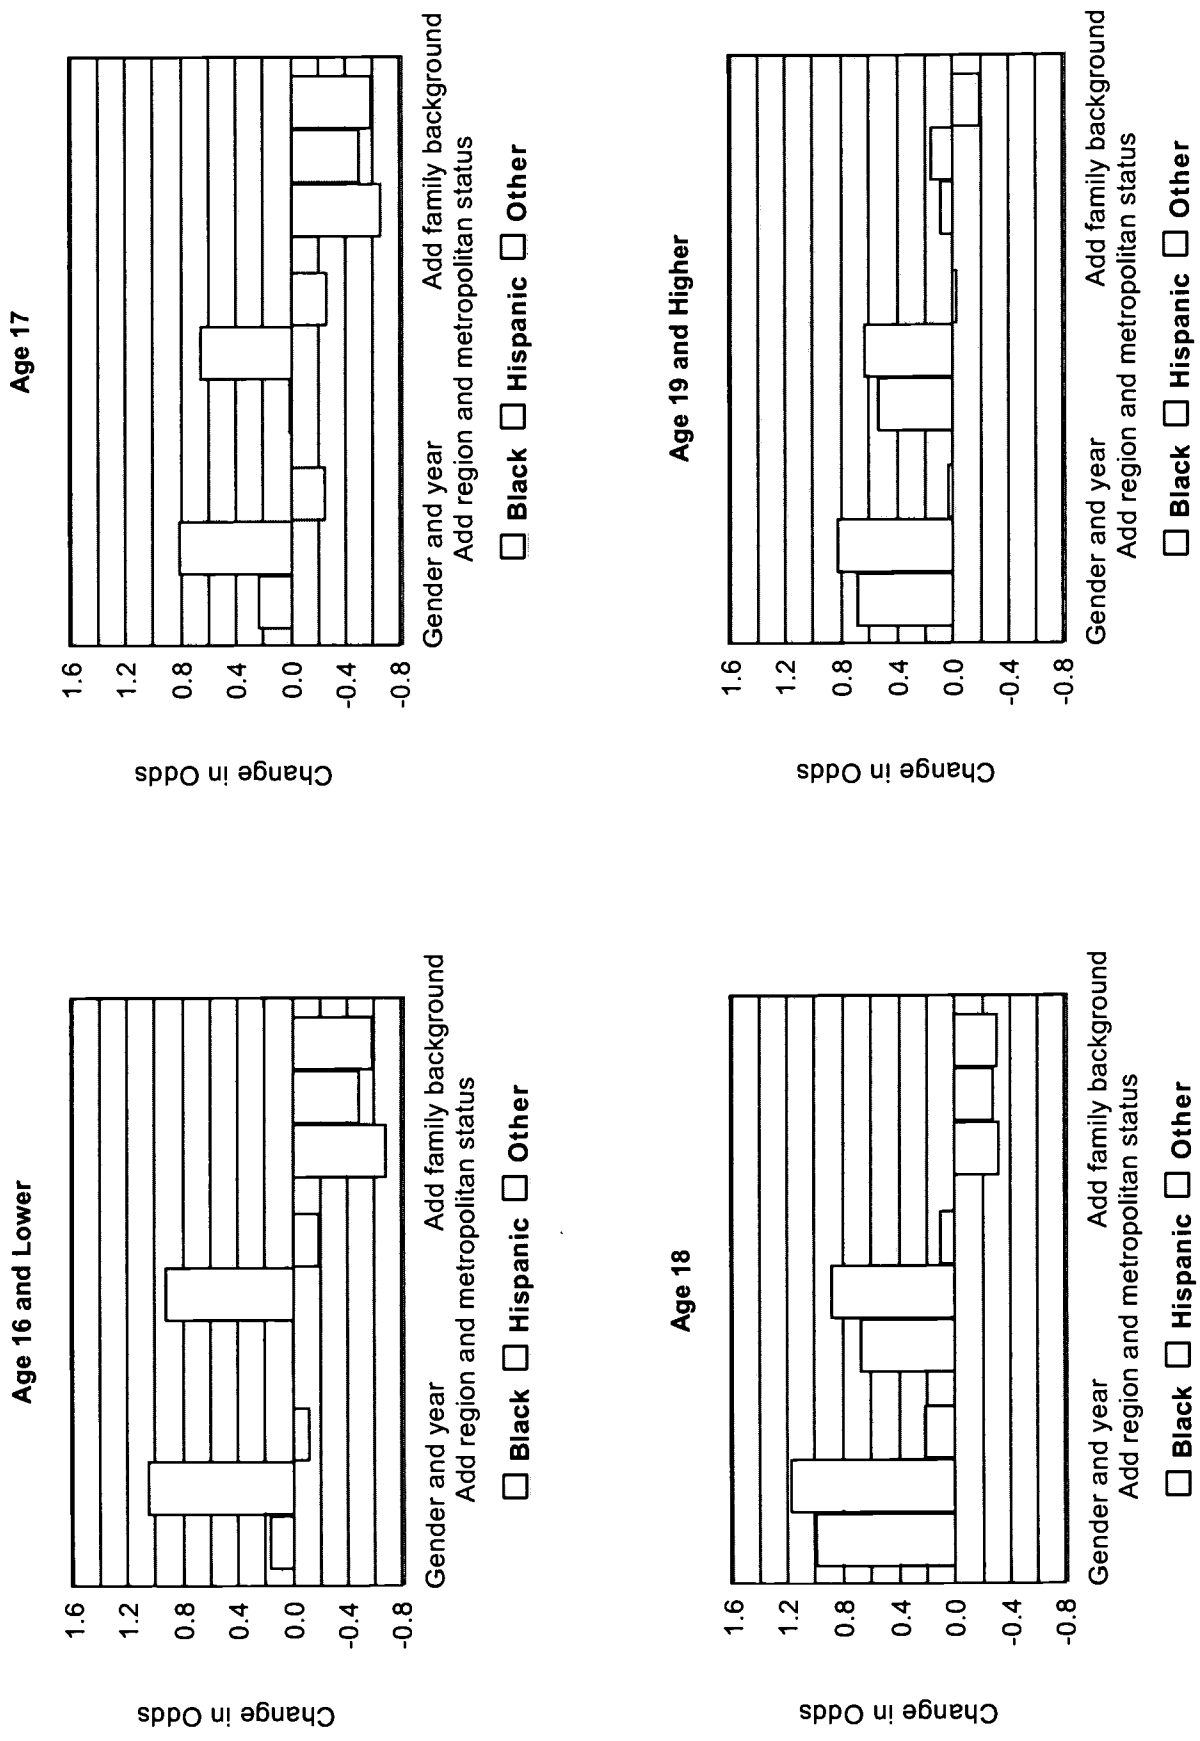 Age 16 and Lower
Change in Odds
1.6
1.2
0.8
0.4
0.0
-0.4
-0.8
Gender and year
Add region and metropolitan status
Add family background
Black Hispanic Other
Age 17
Change in Odds
1.6
1.2
0.8
0.4
0.0
-0.4
-0.8
Gender and year
Add region and metropolitan status
Add family background
Black Hispanic Other
Age 18
Change in Odds
1.6
1.2
0.8
0.4
0.0
-0.4
-0.8
Gender and year
Add region and metropolitan status
Add family background
Black Hispanic Other
Age 19 and Higher
Change in Odds
1.6
1.2
0.8
0.4
0.0
-0.4
-0.8
Gender and year
Add region and metropolitan status
Add family background
Black Hispanic Other